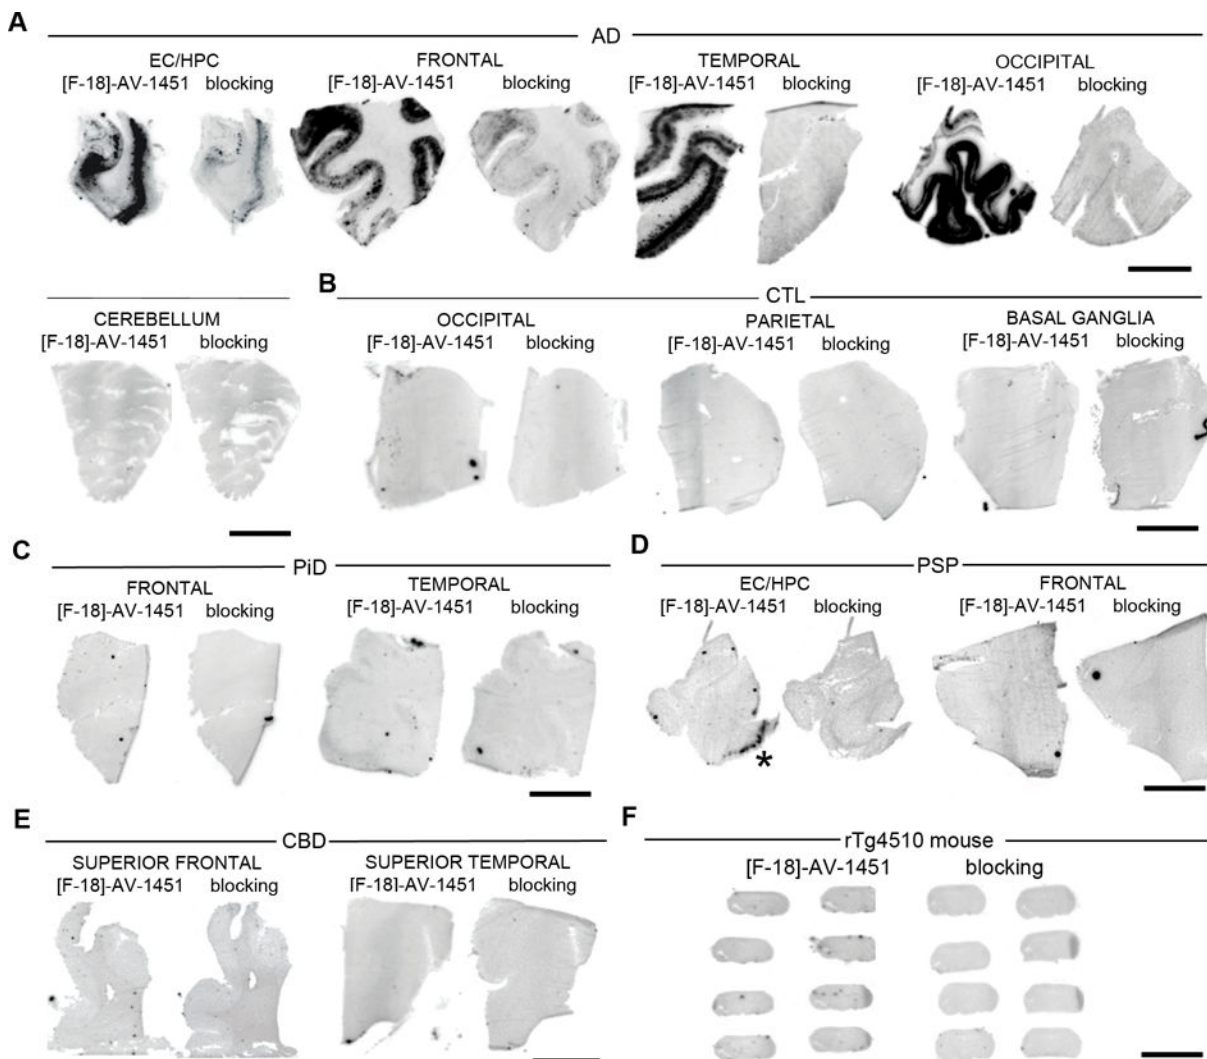 A
AD
EC/HPC FRONTAL TEMPORAL OCCIPITAL
[F-18]-AV-1451 blocking [F-18]-AV-1451 blocking [F-18]-AV-1451 blocking [F-18]-AV-1451 blocking
B
CTL
CEREBELLUM OCCIPITAL PARIETAL BASAL GANGLIA
[F-18]-AV-1451 blocking [F-18]-AV-1451 blocking [F-18]-AV-1451 blocking [F-18]-AV-1451 blocking
C
PiD
FRONTAL TEMPORAL
[F-18]-AV-1451 blocking [F-18]-AV-1451 blocking
D
PSP
EC/HPC FRONTAL
[F-18]-AV-1451 blocking [F-18]-AV-1451 blocking
*
E
CBD
SUPERIOR FRONTAL SUPERIOR TEMPORAL
[F-18]-AV-1451 blocking [F-18]-AV-1451 blocking
F
rTg4510 mouse
[F-18]-AV-1451 blocking